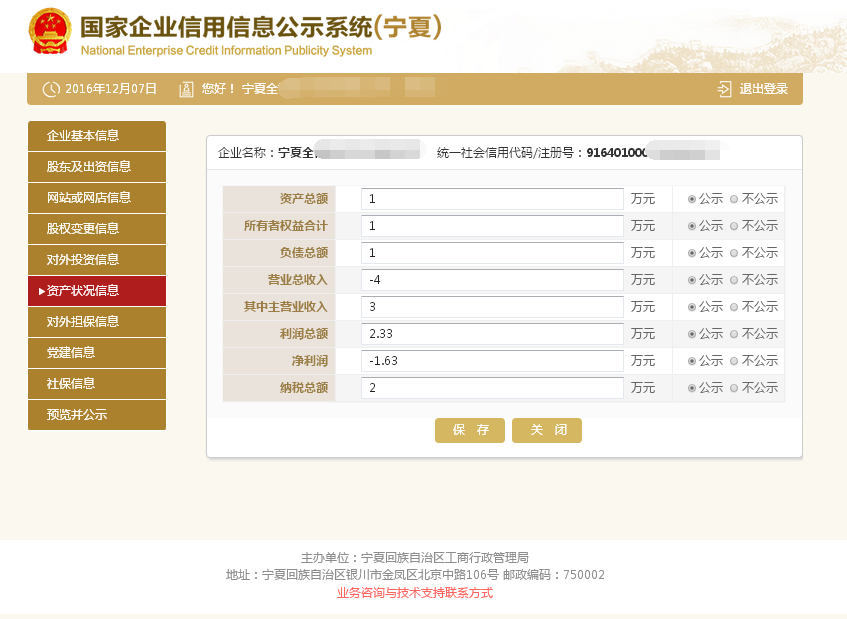 国家企业信用信息公示系统(宁夏)
National Enterprise Credit Information Publicity System
2016年12月07日 您好！ 宁夏全 退出登录
企业基本信息
股东及出资信息
网站或网店信息
股权变更信息
对外投资信息
▸资产状况信息
对外担保信息
党建信息
社保信息
预览并公示
企业名称：宁夏全 统一社会信用代码/注册号：91640100
资产总额 1 万元 公示 不公示
所有者权益合计 1 万元 公示 不公示
负债总额 1 万元 公示 不公示
营业总收入 -4 万元 公示 不公示
其中主营业收入 3 万元 公示 不公示
利润总额 2.33 万元 公示 不公示
净利润 -1.63 万元 公示 不公示
纳税总额 2 万元 公示 不公示
保 存 关 闭
主办单位：宁夏回族自治区工商行政管理局
地址：宁夏回族自治区银川市金凤区北京中路106号 邮政编码：750002
业务咨询与技术支持联系方式